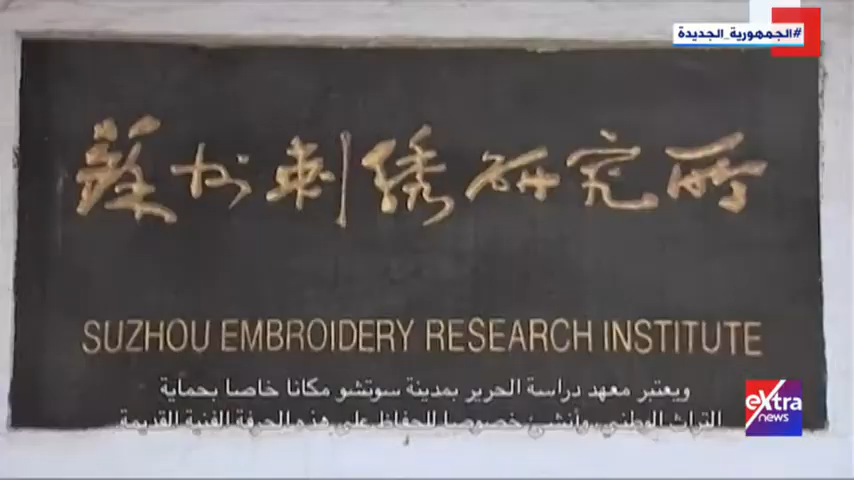 #الجمهورية_الجديدة
蘇州刺绣研究所
SUZHOU EMBROIDERY RESEARCH INSTITUTE
ويعتبر معهد دراسة الحرير بمدينة سوتشو مكانا خاصا بحماية
التراث الوطني، وأنشئ خصوصا للحفاظ على هذه الحرفة الفنية القديمة
eXtra
news